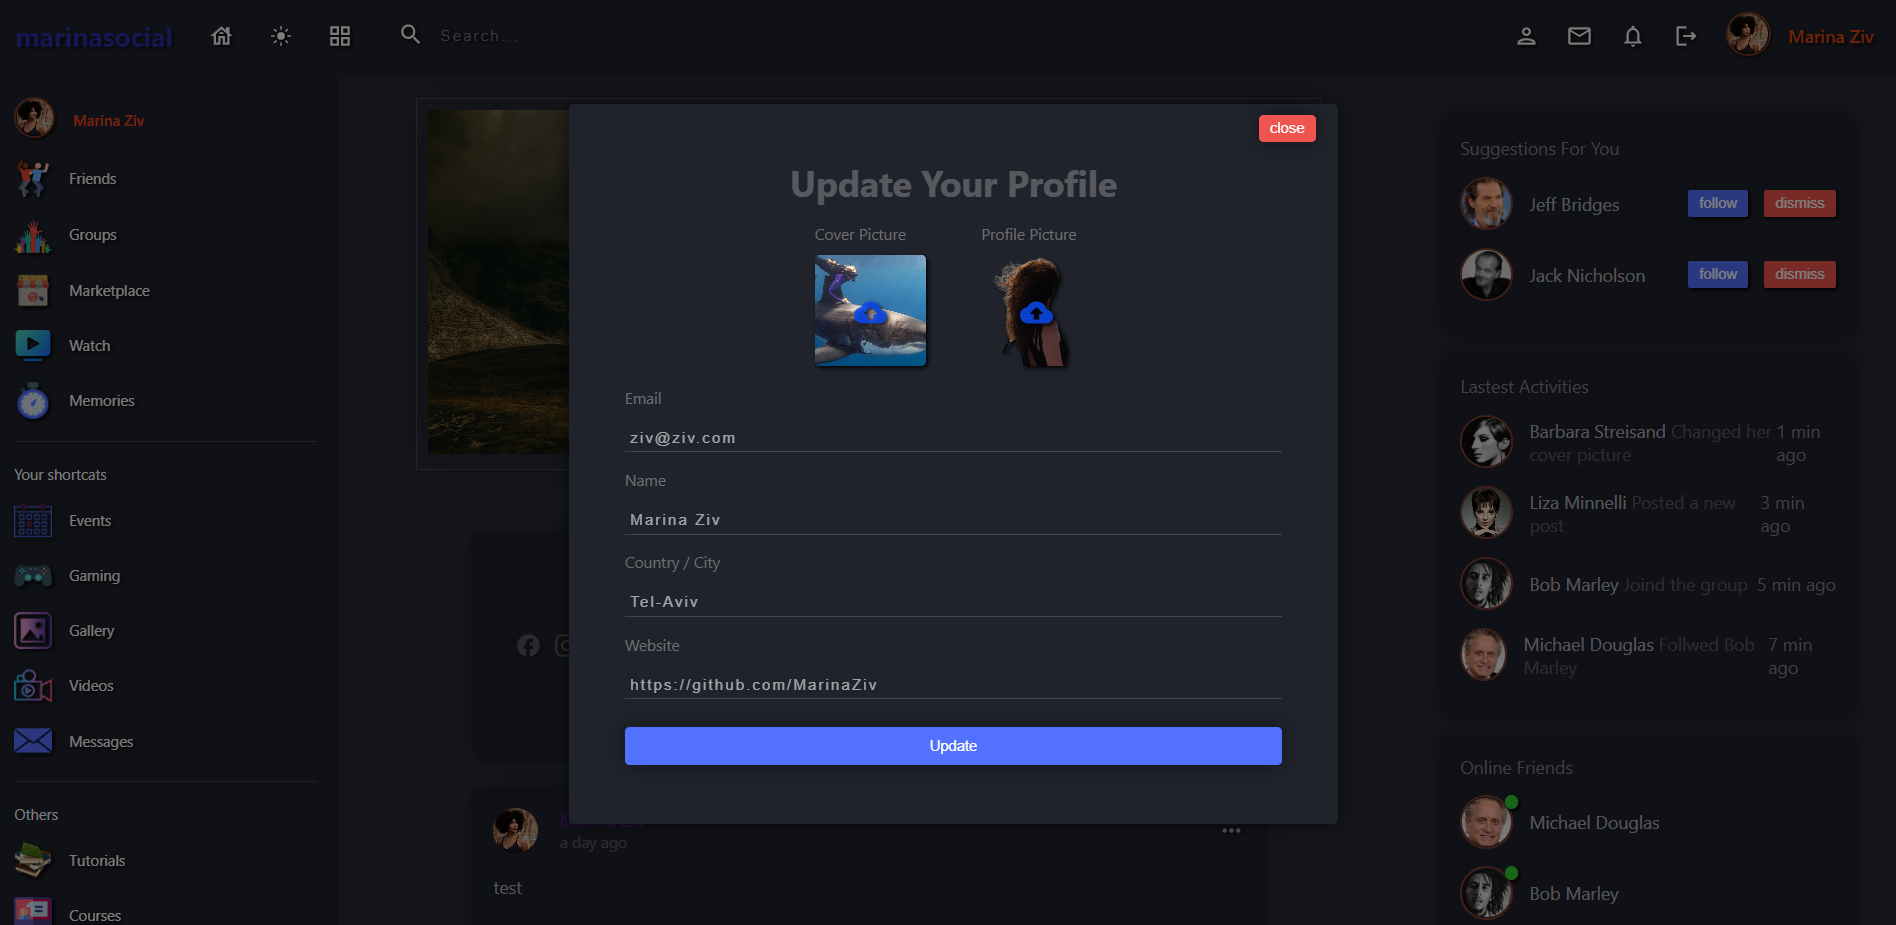 marinasocial
Search...
Marina Ziv
Marina Ziv
Friends
Groups
Marketplace
Watch
Memories
Your shortcats
Events
Gaming
Gallery
Videos
Messages
Others
Tutorials
Courses
close
Update Your Profile
Cover Picture
Profile Picture
Email
ziv@ziv.com
Name
Marina Ziv
Country / City
Tel-Aviv
Website
https://github.com/MarinaZiv
Update
a day ago
test
Suggestions For You
Jeff Bridges
follow
dismiss
Jack Nicholson
follow
dismiss
Lastest Activities
Barbara Streisand Changed her
cover picture
1 min
ago
Liza Minnelli Posted a new
post
3 min
ago
Bob Marley Joind the group
5 min ago
Michael Douglas Follwed Bob
Marley
7 min
ago
Online Friends
Michael Douglas
Bob Marley